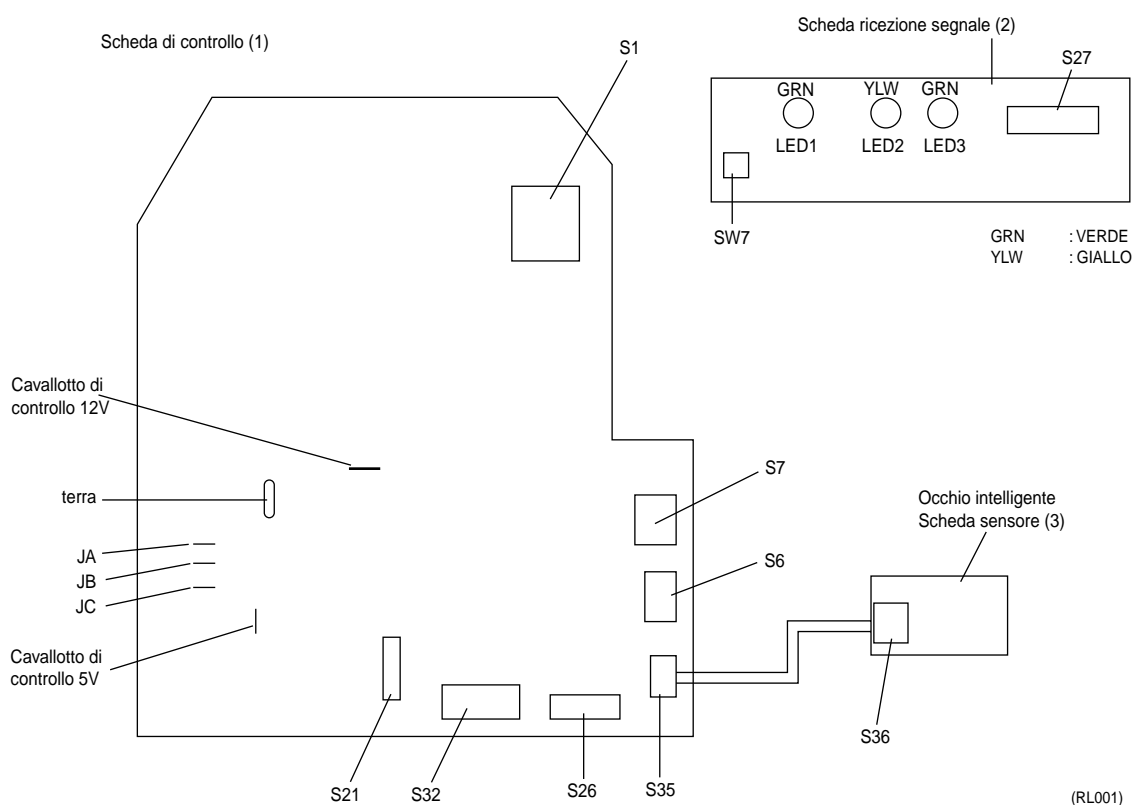 Scheda di controllo (1)
S1
Scheda ricezione segnale (2)
S27
GRN YLW GRN
LED1 LED2 LED3
SW7
GRN : VERDE
YLW : GIALLO
Cavallotto di
controllo 12V
terra
JA
JB
JC
Cavallotto di
controllo 5V
S7
S6
Occhio intelligente
Scheda sensore (3)
S36
S21 S32 S26 S35
(RL001)